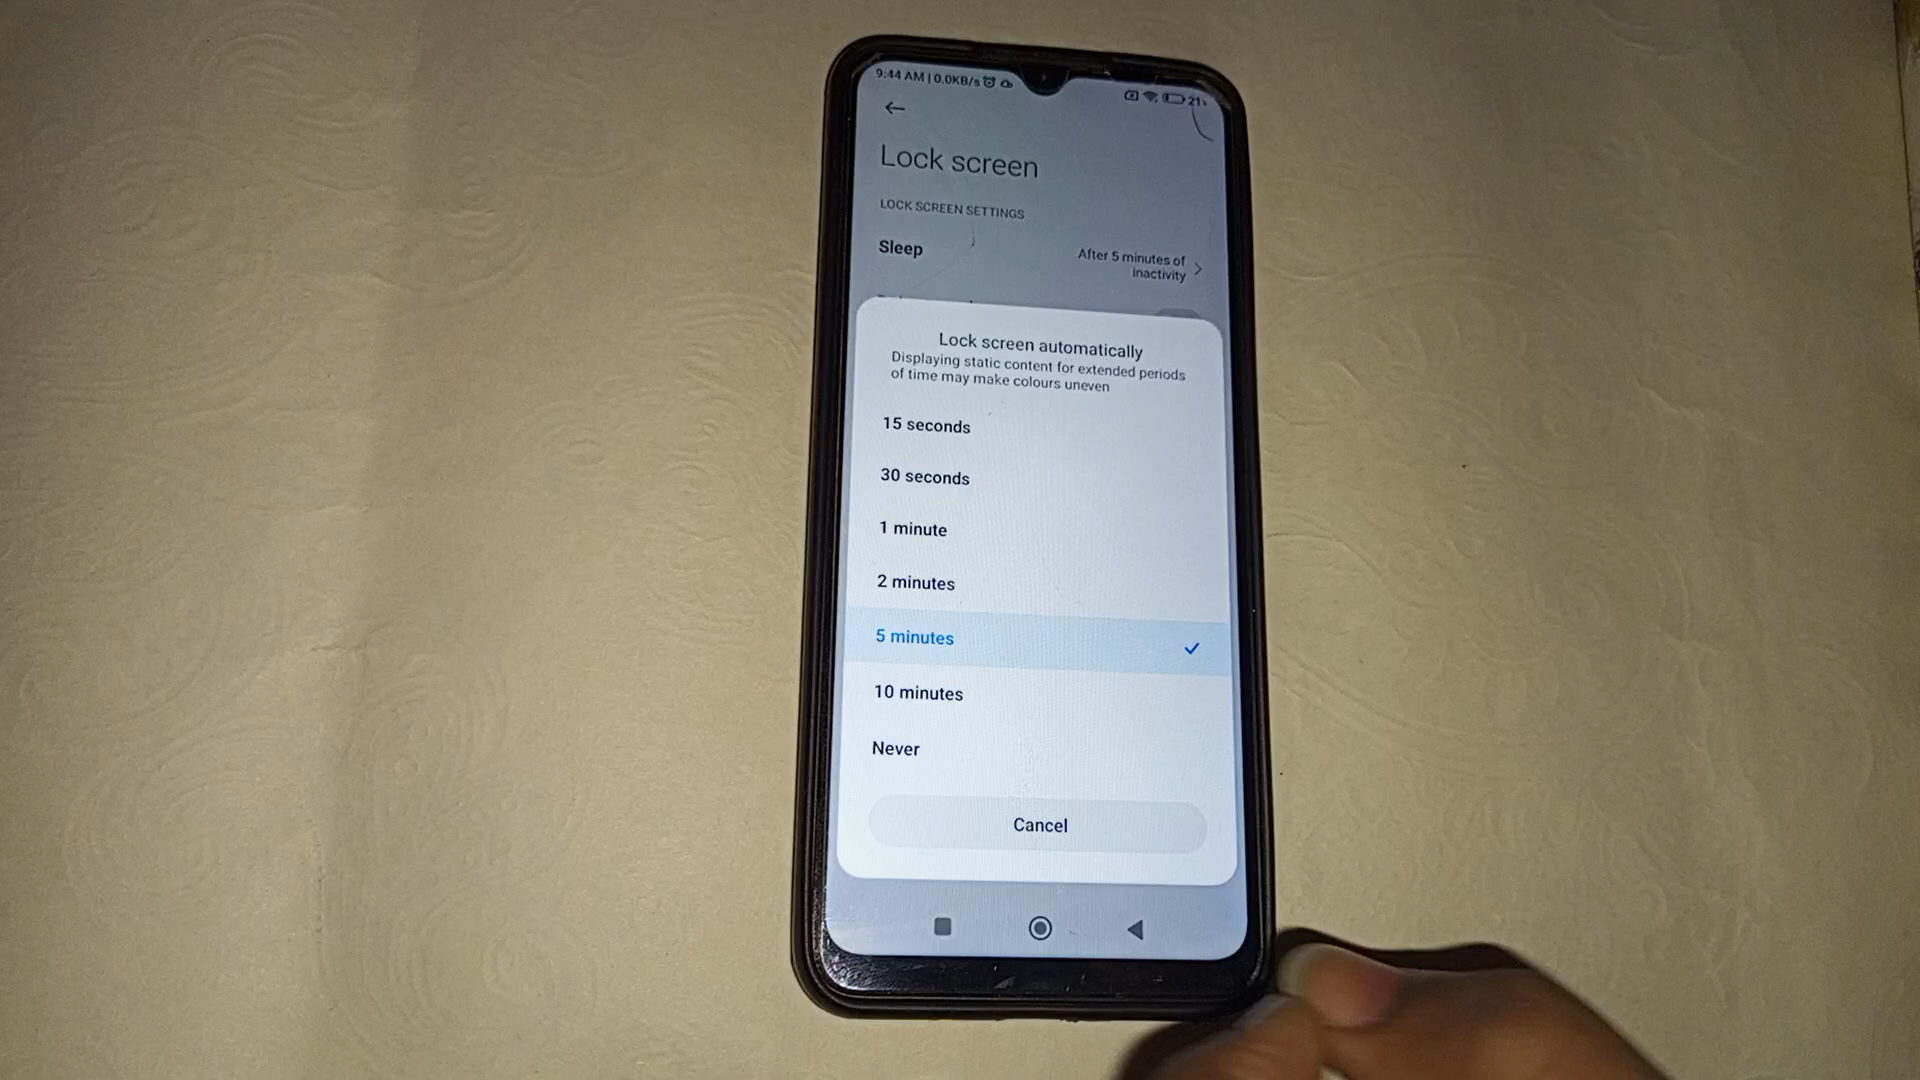 9:44 AM | 0.0KB/s
21
Lock screen
LOCK SCREEN SETTINGS
Sleep
After 5 minutes of
inactivity
Lock screen automatically
Displaying static content for extended periods
of time may make colours uneven
15 seconds
30 seconds
1 minute
2 minutes
5 minutes
10 minutes
Never
Cancel